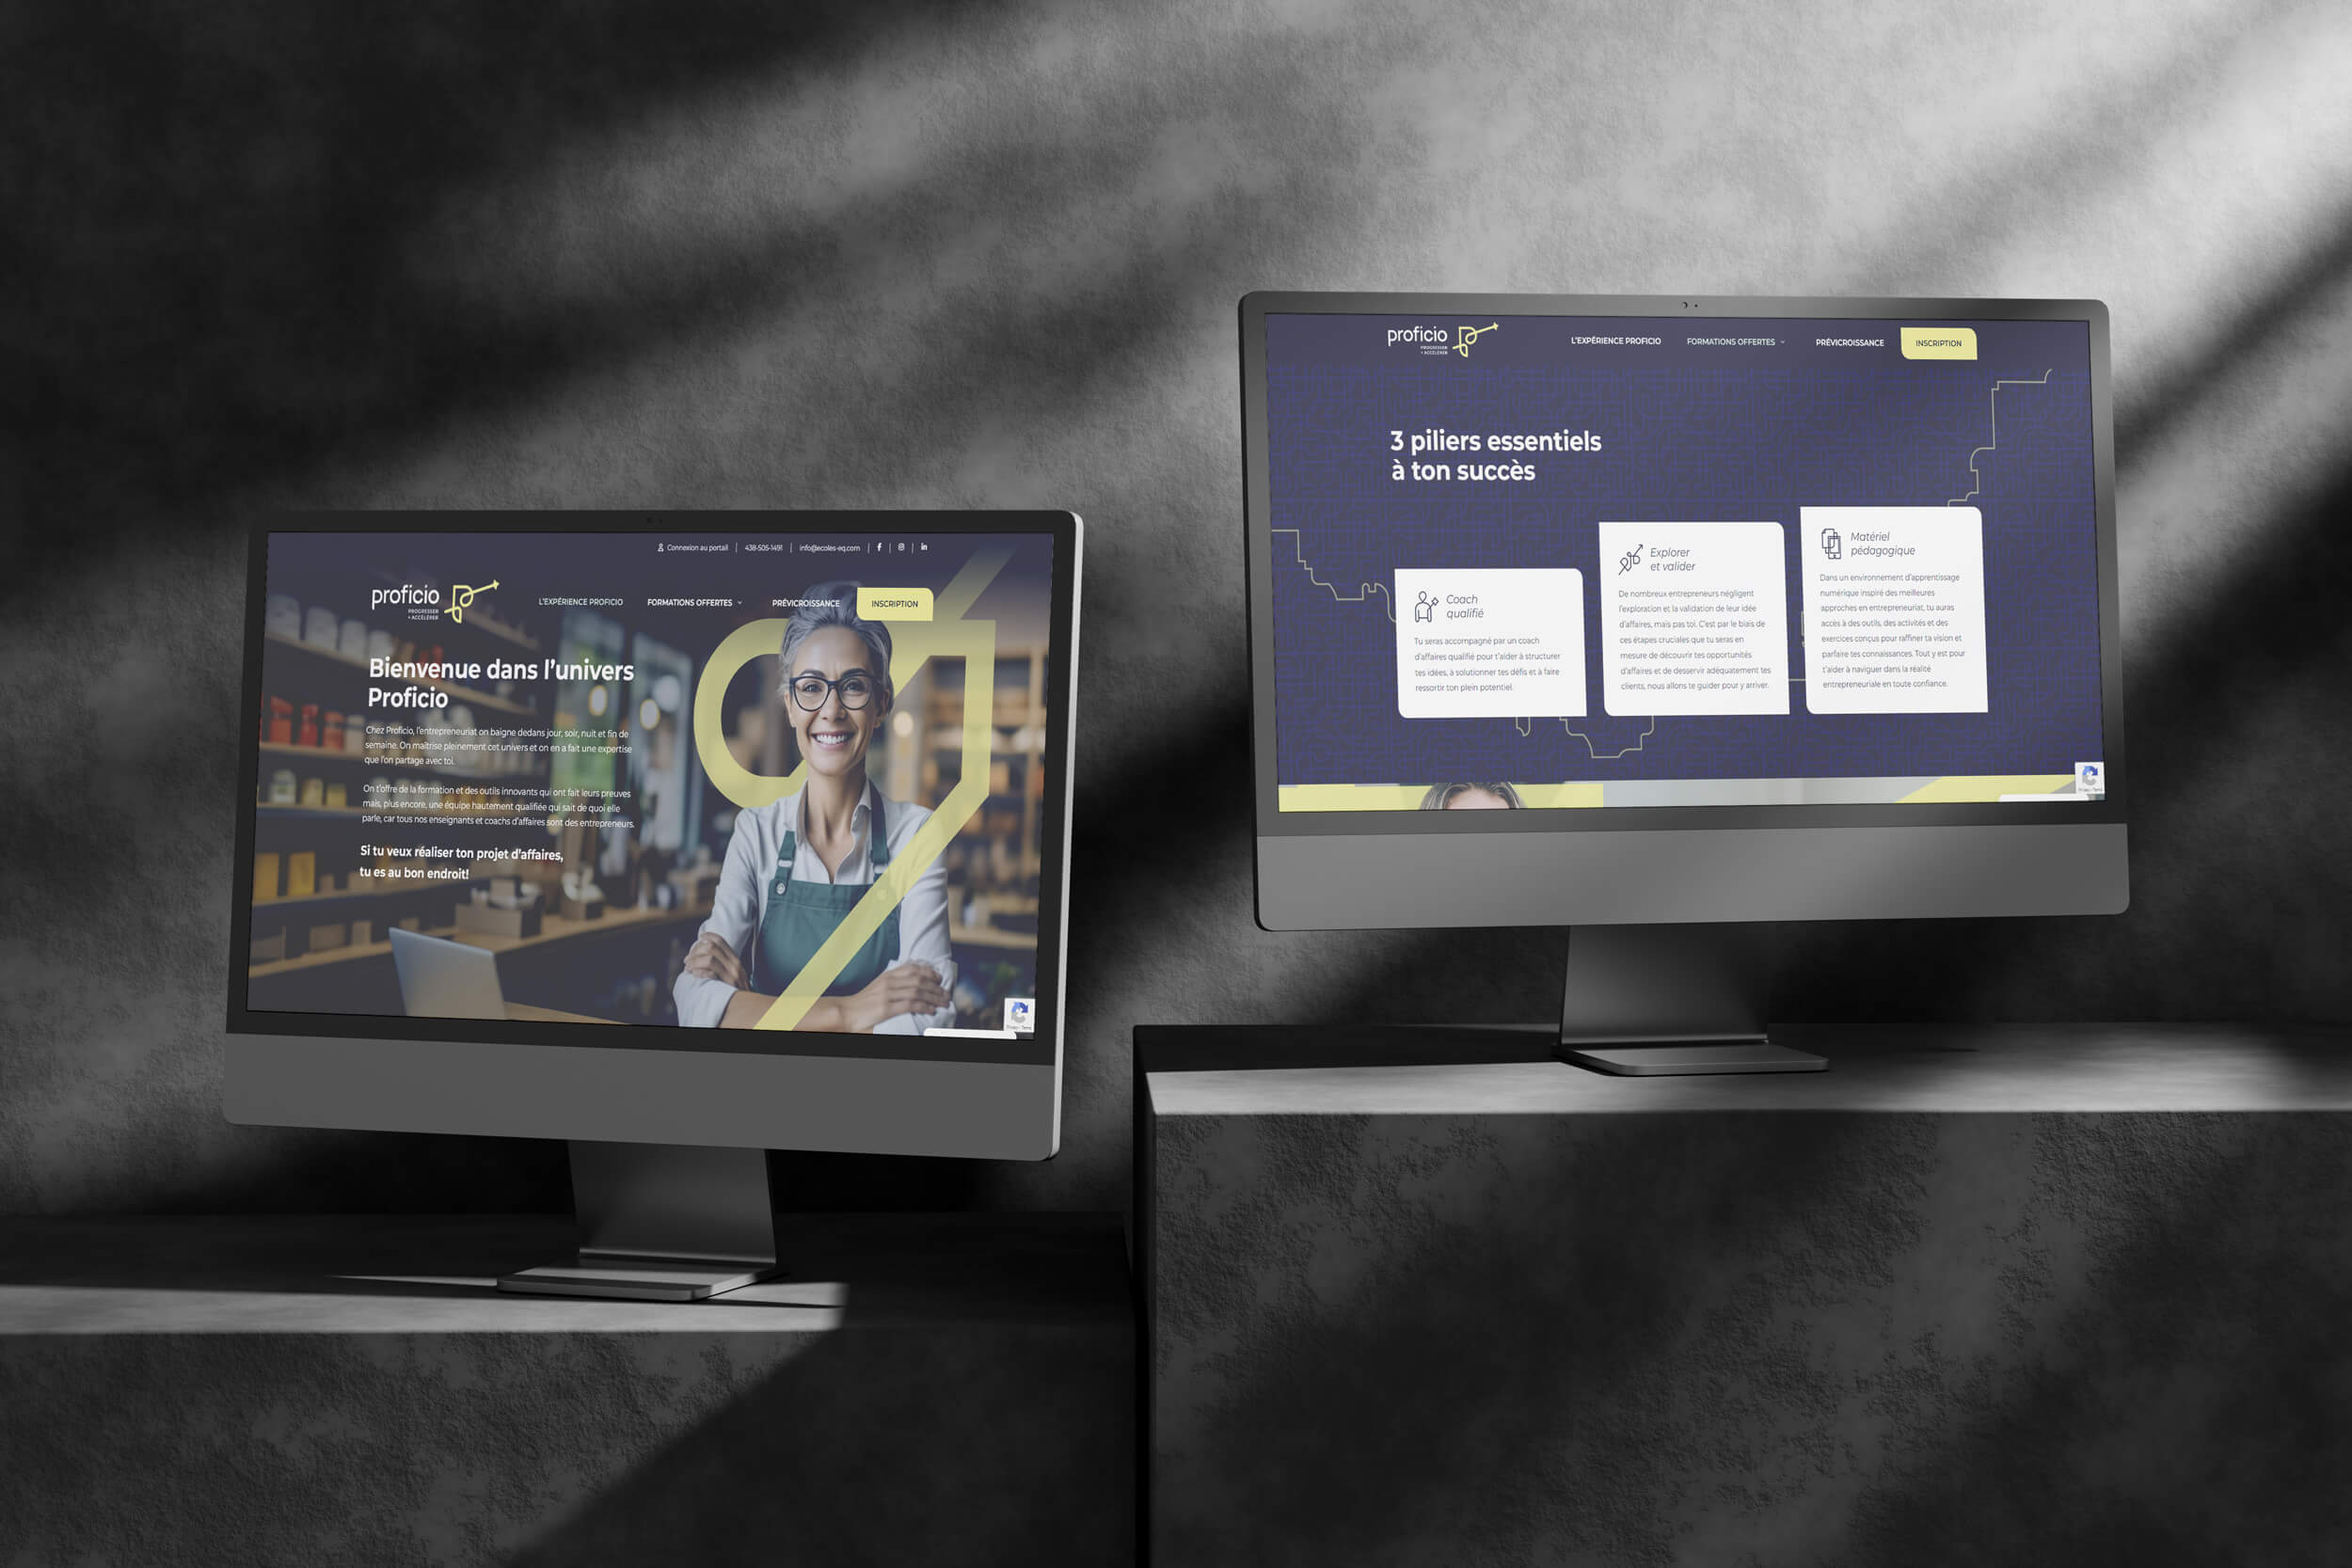 Connexion au portail | 438-505-1491 | info@ecoles-eq.com
proficio
PROGRESSER
+ ACCÉLÉRER
L'EXPÉRIENCE PROFICIO
FORMATIONS OFFERTES
PRÉVICROISSANCE
INSCRIPTION
Bienvenue dans l'univers
Proficio
Chez Proficio, l'entrepreneuriat on baigne dedans jour, soir, nuit et fin de
semaine. On maîtrise pleinement cet univers et on en a fait une expertise
que l'on partage avec toi.
On t'offre de la formation et des outils innovants qui ont fait leurs preuves
mais, plus encore, une équipe hautement qualifiée qui sait de quoi elle
parle, car tous nos enseignants et coachs d'affaires sont des entrepreneurs.
Si tu veux réaliser ton projet d'affaires,
tu es au bon endroit!
Privacy - Terms
proficio
PROGRESSER
+ ACCÉLÉRER
L'EXPÉRIENCE PROFICIO
FORMATIONS OFFERTES
PRÉVICROISSANCE
INSCRIPTION
3 piliers essentiels
à ton succès
Coach
qualifié
Tu seras accompagné par un coach
d'affaires qualifié pour t'aider à structurer
tes idées, à solutionner tes défis et à faire
ressortir ton plein potentiel.
Explorer
et valider
De nombreux entrepreneurs négligent
l'exploration et la validation de leur idée
d'affaires, mais pas toi. C'est par le biais de
ces étapes cruciales que tu seras en
mesure de découvrir tes opportunités
d'affaires et de desservir adéquatement tes
clients, nous allons te guider pour y arriver.
Matériel
pédagogique
Dans un environnement d'apprentissage
numérique inspiré des meilleures
approches en entrepreneuriat, tu auras
accès à des outils, des activités et des
exercices conçus pour raffiner ta vision et
parfaire tes connaissances. Tout y est pour
t'aider à naviguer dans la réalité
entrepreneuriale en toute confiance.
Privacy - Terms